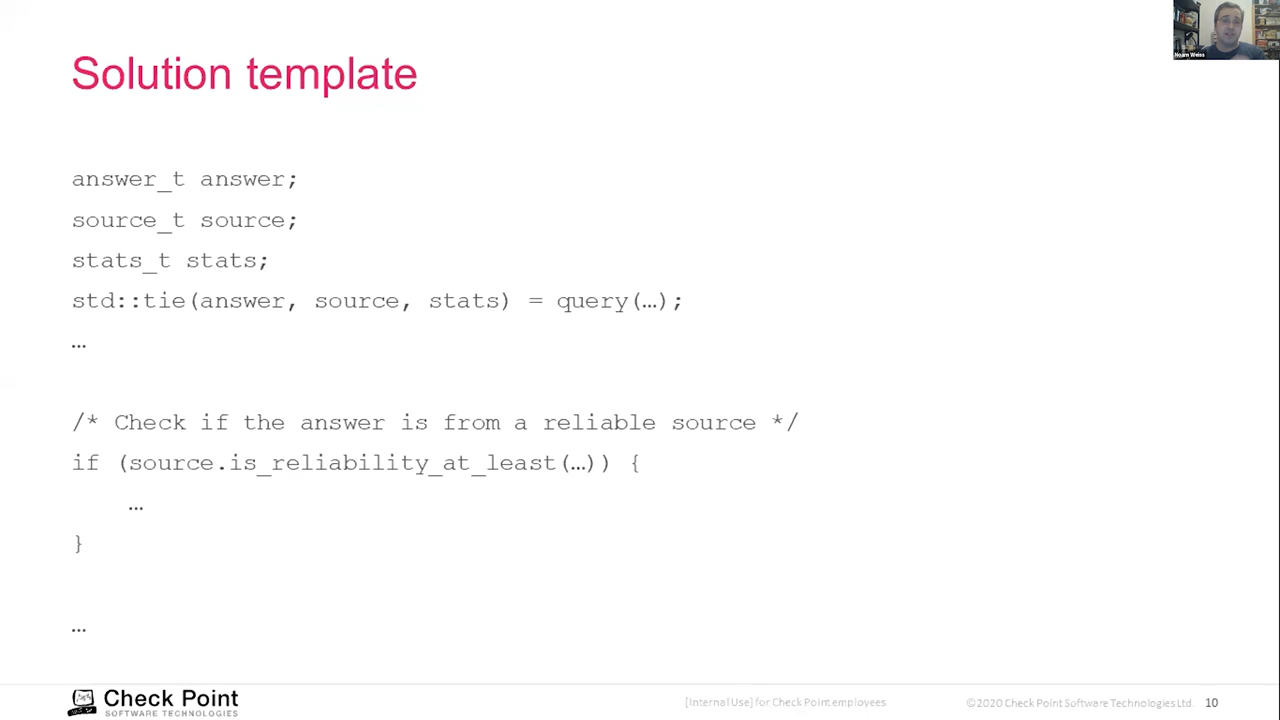 Solution template
Noam Weiss
answer_t answer;
source_t source;
stats_t stats;
std::tie(answer, source, stats) = query(…);
…
/* Check if the answer is from a reliable source */
if (source.is_reliability_at_least(…)) {
…
}
…
Check Point
SOFTWARE TECHNOLOGIES
[Internal Use] for Check Point employees
©2020 Check Point Software Technologies Ltd.
10